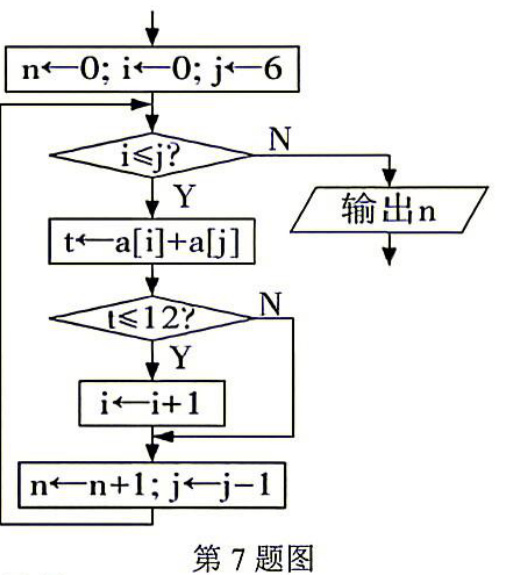 n←0; i←0; j←6
i≤j?
N
Y
输出n
t←a[i]+a[j]
t≤12?
N
Y
i←i+1
n←n+1; j←j-1
第7题图